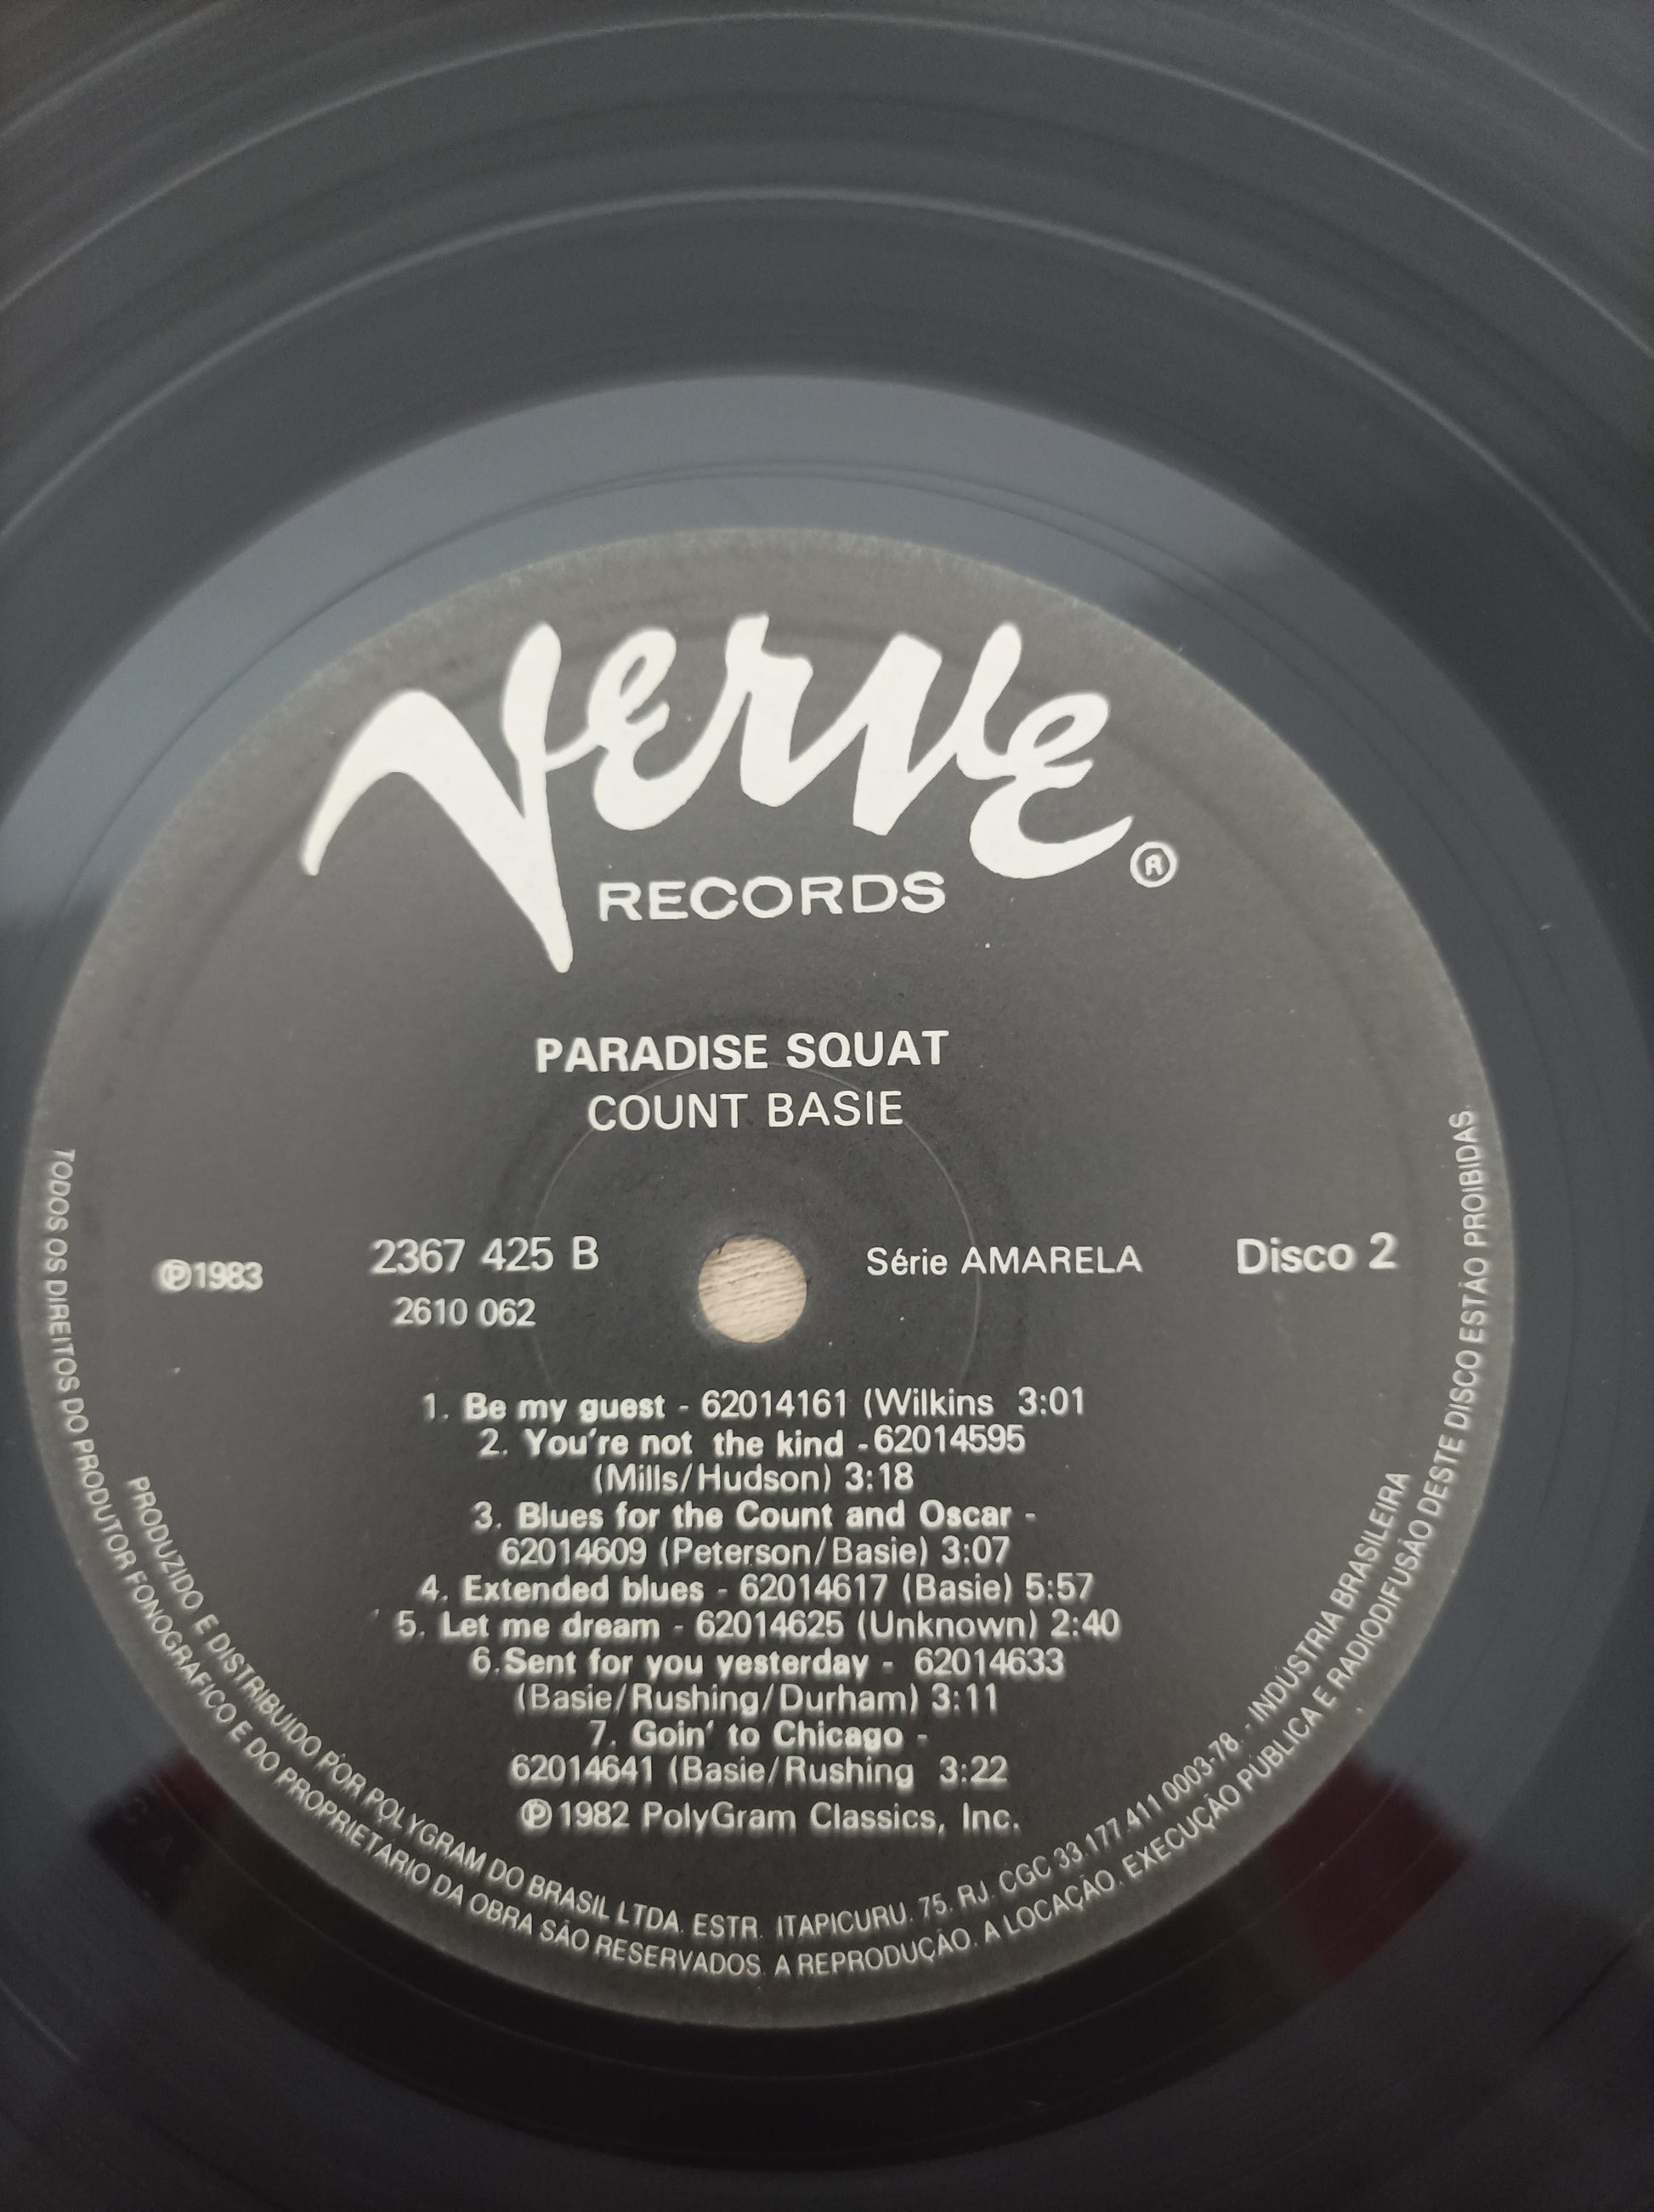 Verve ®
RECORDS
PARADISE SQUAT
COUNT BASIE
℗1983
2367 425 B
2610 062
Série AMARELA
Disco 2
1. Be my guest - 62014161 (Wilkins 3:01
2. You're not the kind - 62014595
(Mills/Hudson) 3:18
3. Blues for the Count and Oscar -
62014609 (Peterson/Basie) 3:07
4. Extended blues - 62014617 (Basie) 5:57
5. Let me dream - 62014625 (Unknown) 2:40
6.Sent for you yesterday - 62014633
(Basie/Rushing/Durham) 3:11
7. Goin' to Chicago -
62014641 (Basie/Rushing 3:22
℗1982 PolyGram Classics, Inc.
PRODUZIDO E DISTRIBUÍDO POR POLYGRAM DO BRASIL LTDA. ESTR. ITAPICURU, 75. RJ. CGC 33.177.411 0003-78. - INDÚSTRIA BRASILEIRA
TODOS OS DIREITOS DO PRODUTOR FONOGRÁFICO E DO PROPRIETÁRIO DA OBRA SÃO RESERVADOS. A REPRODUÇÃO, A LOCAÇÃO, EXECUÇÃO PÚBLICA E RADIODIFUSÃO DESTE DISCO ESTÃO PROIBIDAS.